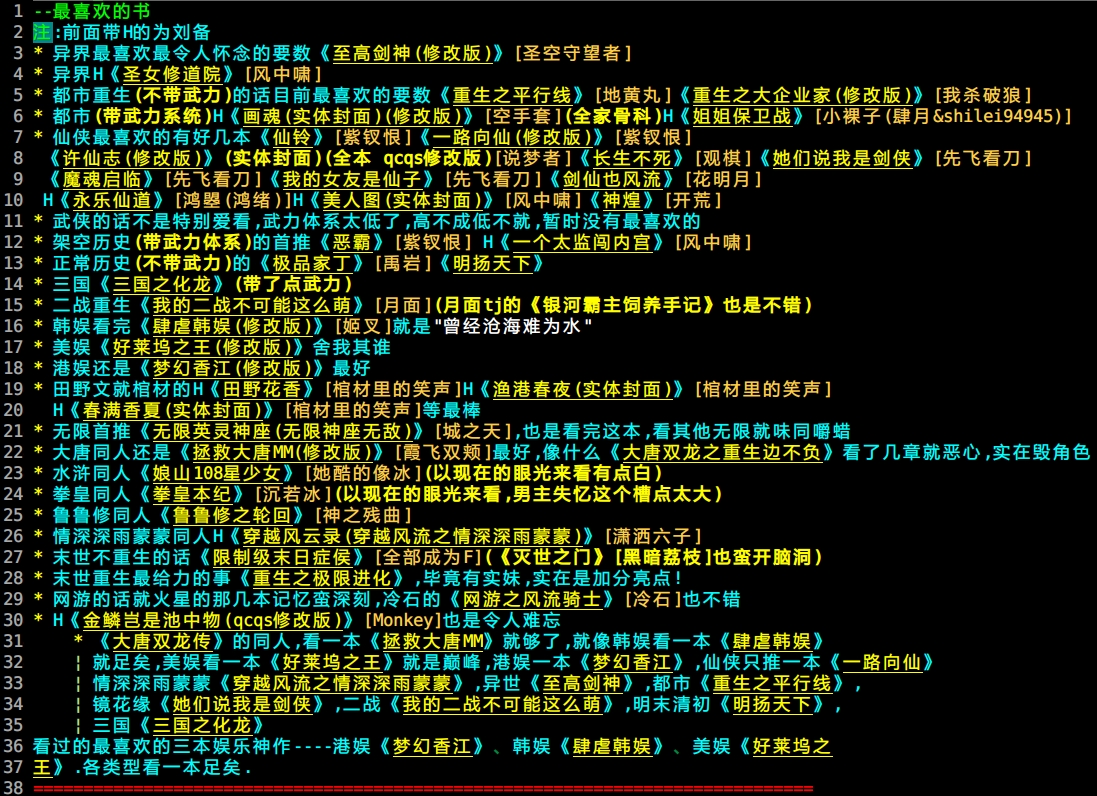 1 --最喜欢的书
2 注:前面带H的为刘备
3 * 异界最喜欢最令人怀念的要数《至高剑神(修改版)》[圣空守望者]
4 * 异界H《圣女修道院》[风中啸]
5 * 都市重生(不带武力)的话目前最喜欢的要数《重生之平行线》[地黄丸]《重生之大企业家(修改版)》[我杀破狼]
6 * 都市(带武力系统)H《画魂(实体封面)(修改版)》[空手套](全家骨科)H《姐姐保卫战》[小裸子(肆月&shilei94945)]
7 * 仙侠最喜欢的有好几本《仙铃》[紫钗恨]《一路向仙(修改版)》[紫钗恨]
8 《许仙志(修改版)》(实体封面)(全本 qcqs修改版)[说梦者]《长生不死》[观棋]《她们说我是剑侠》[先飞看刀]
9 《魔魂启临》[先飞看刀]《我的女友是仙子》[先飞看刀]《剑仙也风流》[花明月]
10 H《永乐仙道》[鸿曌(鸿绪)]H《美人图(实体封面)》[风中啸]《神煌》[开荒]
11 * 武侠的话不是特别爱看,武力体系太低了,高不成低不就,暂时没有最喜欢的
12 * 架空历史(带武力体系)的首推《恶霸》[紫钗恨] H《一个太监闯内宫》[风中啸]
13 * 正常历史(不带武力)的《极品家丁》[禹岩]《明扬天下》
14 * 三国《三国之化龙》(带了点武力)
15 * 二战重生《我的二战不可能这么萌》[月面](月面tj的《银河霸主饲养手记》也是不错)
16 * 韩娱看完《肆虐韩娱(修改版)》[姬叉]就是"曾经沧海难为水"
17 * 美娱《好莱坞之王(修改版)》舍我其谁
18 * 港娱还是《梦幻香江(修改版)》最好
19 * 田野文就棺材的H《田野花香》[棺材里的笑声]H《渔港春夜(实体封面)》[棺材里的笑声]
20 H《春满香夏(实体封面)》[棺材里的笑声]等最棒
21 * 无限首推《无限英灵神座(无限神座无敌)》[城之天],也是看完这本,看其他无限就味同嚼蜡
22 * 大唐同人还是《拯救大唐MM(修改版)》[霞飞双颊]最好,像什么《大唐双龙之重生边不负》看了几章就恶心,实在毁角色
23 * 水浒同人《娘山108星少女》[她酷的像冰](以现在的眼光来看有点白)
24 * 拳皇同人《拳皇本纪》[沉若冰](以现在的眼光来看,男主失忆这个槽点太大)
25 * 鲁鲁修同人《鲁鲁修之轮回》[神之残曲]
26 * 情深深雨蒙蒙同人H《穿越风云录(穿越风流之情深深雨蒙蒙)》[潇洒六子]
27 * 末世不重生的话《限制级末日症侯》[全部成为F](《灭世之门》[黑暗荔枝]也蛮开脑洞)
28 * 末世重生最给力的事《重生之极限进化》,毕竟有实妹,实在是加分亮点!
29 * 网游的话就火星的那几本记忆蛮深刻,冷石的《网游之风流骑士》[冷石]也不错
30 * H《金鳞岂是池中物(qcqs修改版)》[Monkey]也是令人难忘
31 * 《大唐双龙传》的同人,看一本《拯救大唐MM》就够了,就像韩娱看一本《肆虐韩娱》
32 ¦ 就足矣,美娱看一本《好莱坞之王》就是巅峰,港娱一本《梦幻香江》,仙侠只推一本《一路向仙》
33 ¦ 情深深雨蒙蒙《穿越风流之情深深雨蒙蒙》,异世《至高剑神》,都市《重生之平行线》,
34 ¦ 镜花缘《她们说我是剑侠》,二战《我的二战不可能这么萌》,明末清初《明扬天下》,
35 ¦ 三国《三国之化龙》
36 看过的最喜欢的三本娱乐神作----港娱《梦幻香江》、韩娱《肆虐韩娱》、美娱《好莱坞之
37 王》.各类型看一本足矣.
38 ==============================================================================